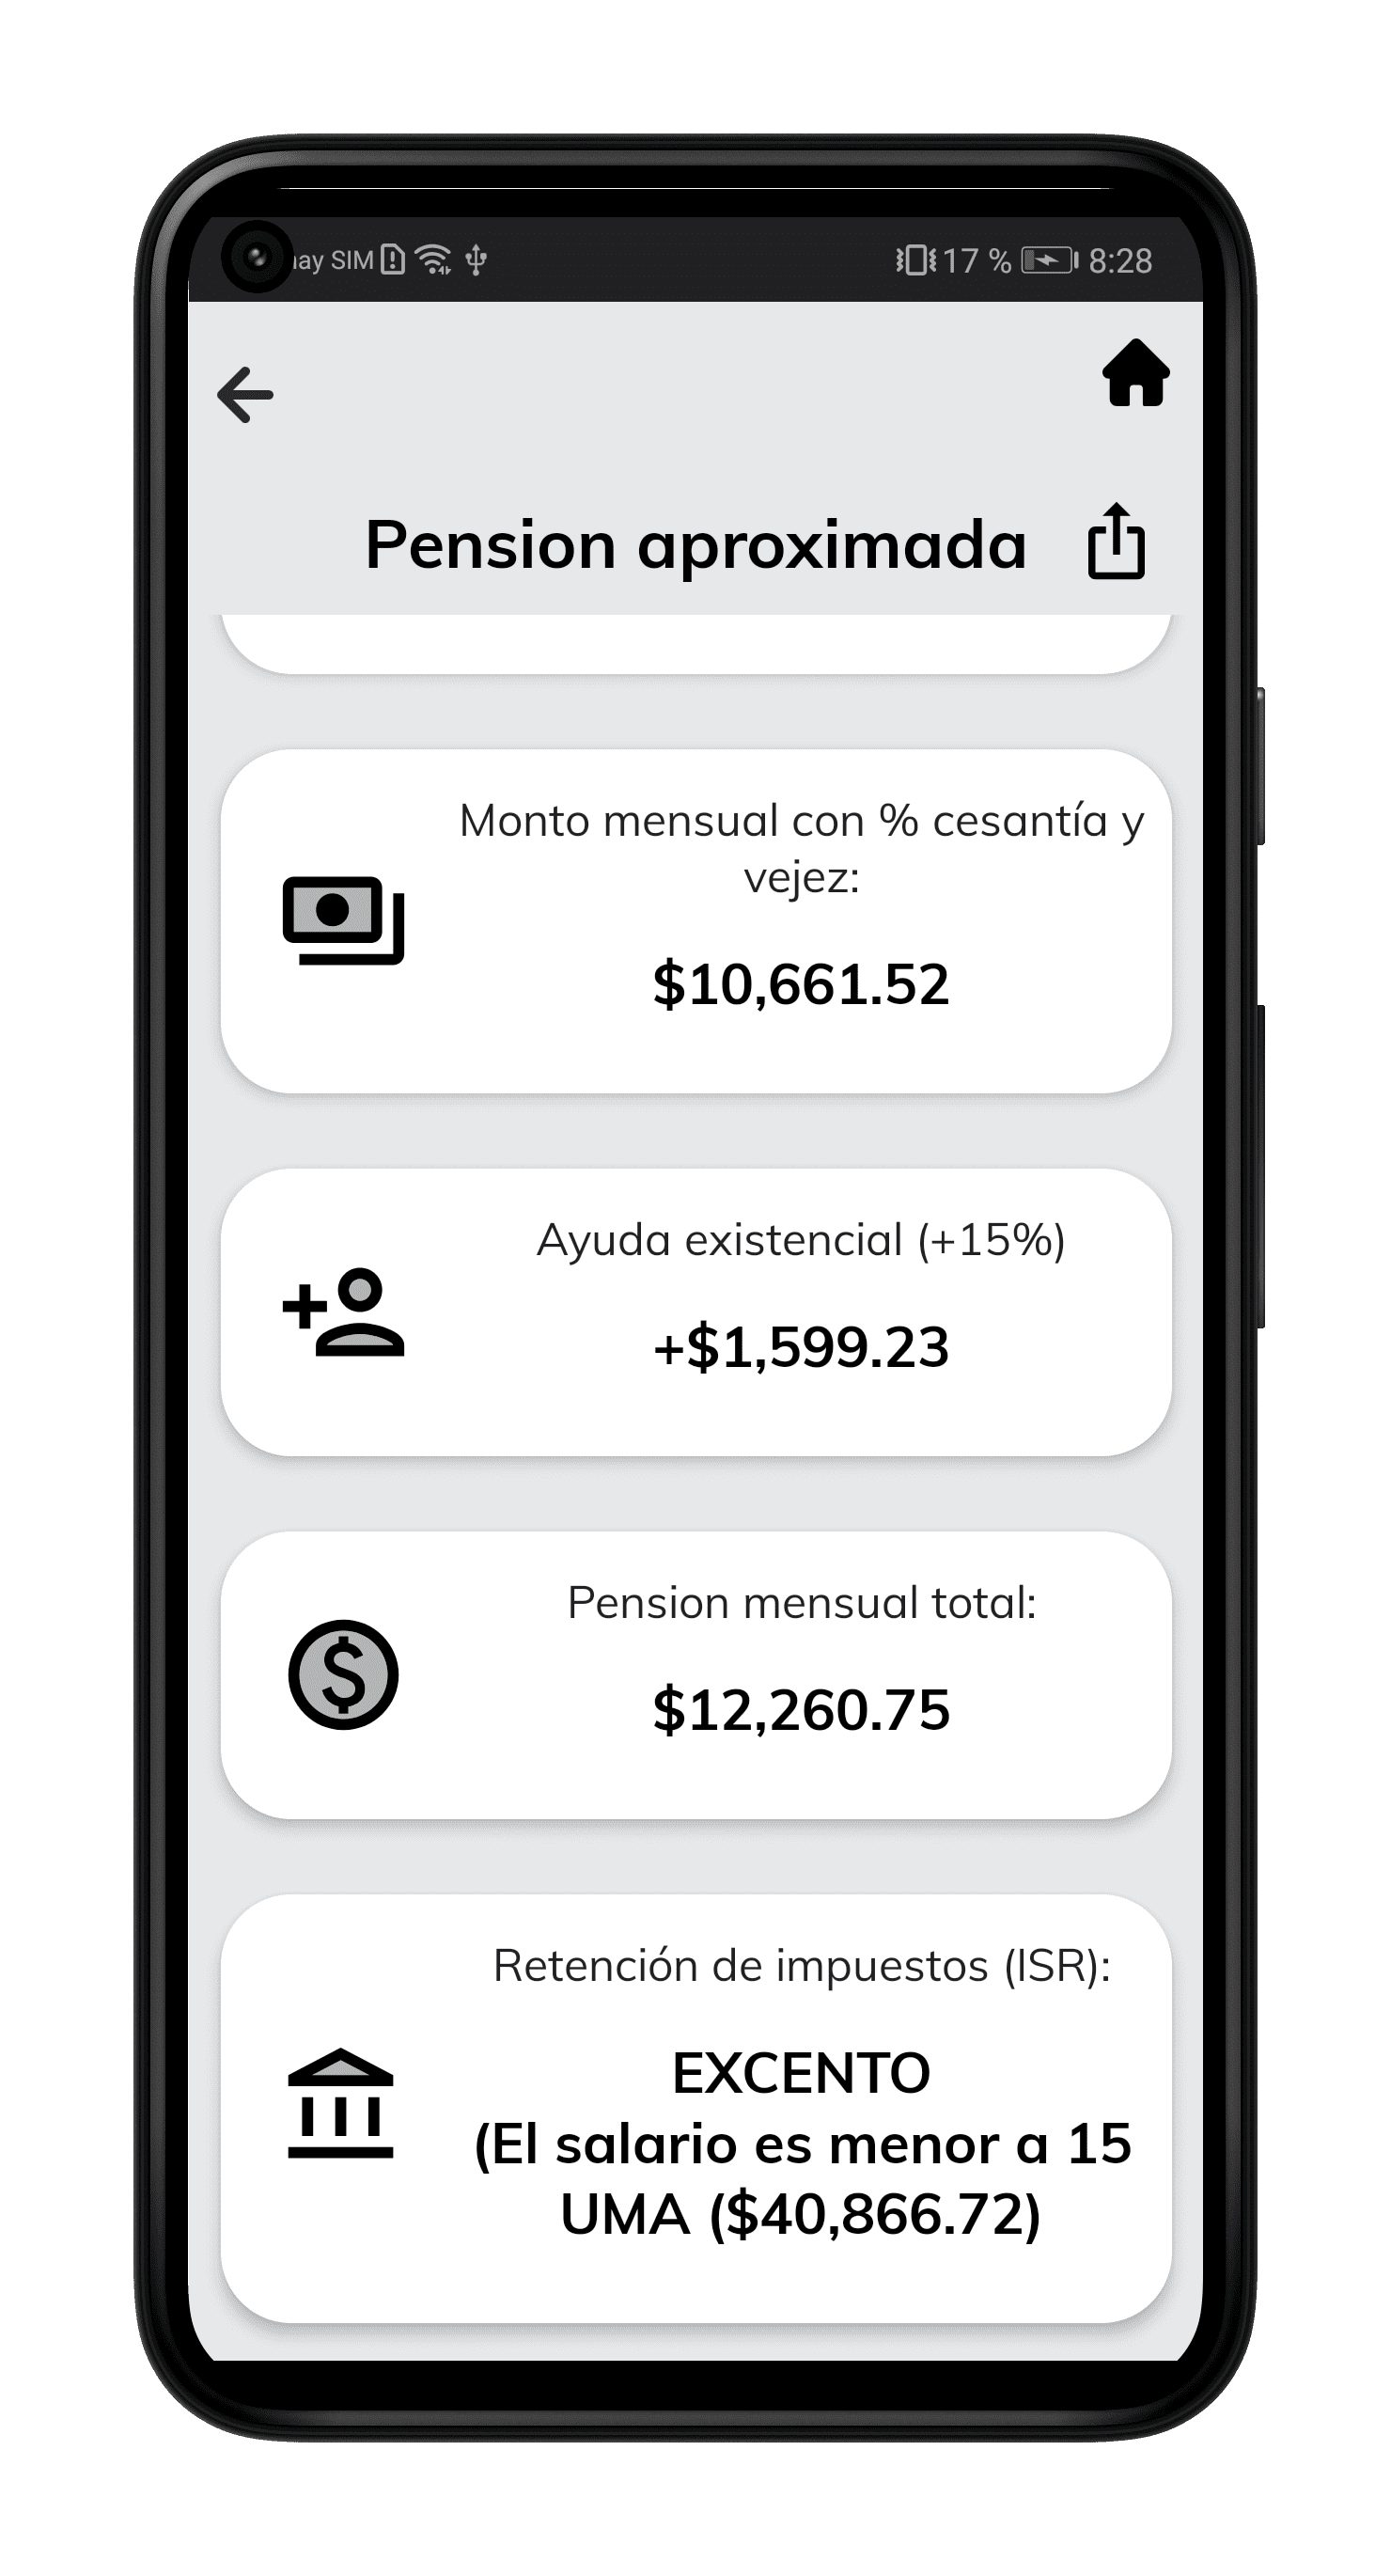 SIM
17 %
8:28
Pension aproximada
Monto mensual con % cesantía y
vejez:
$10,661.52
Ayuda existencial (+15%)
+$1,599.23
Pension mensual total:
$12,260.75
Retención de impuestos (ISR):
EXCENTO
(El salario es menor a 15
UMA ($40,866.72)